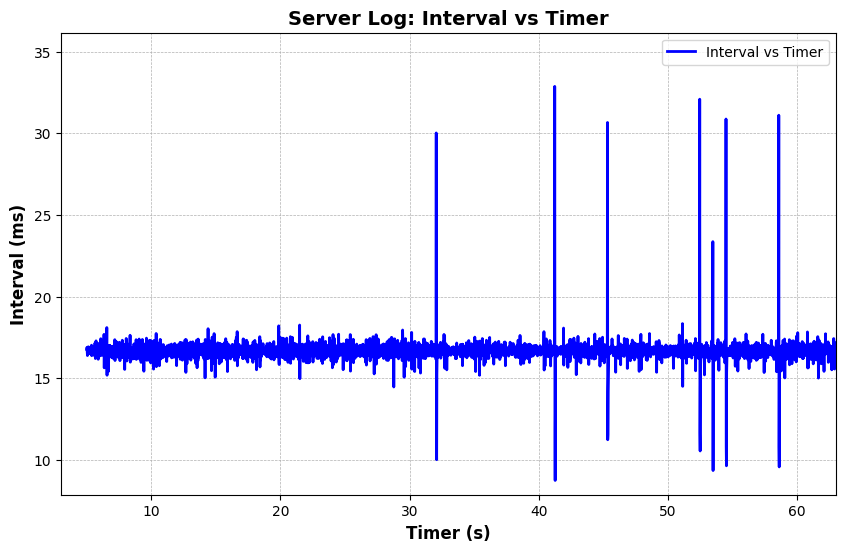 Server Log: Interval vs Timer
Interval vs Timer
35
30
25
20
15
10
Interval (ms)
10 20 30 40 50 60
Timer (s)